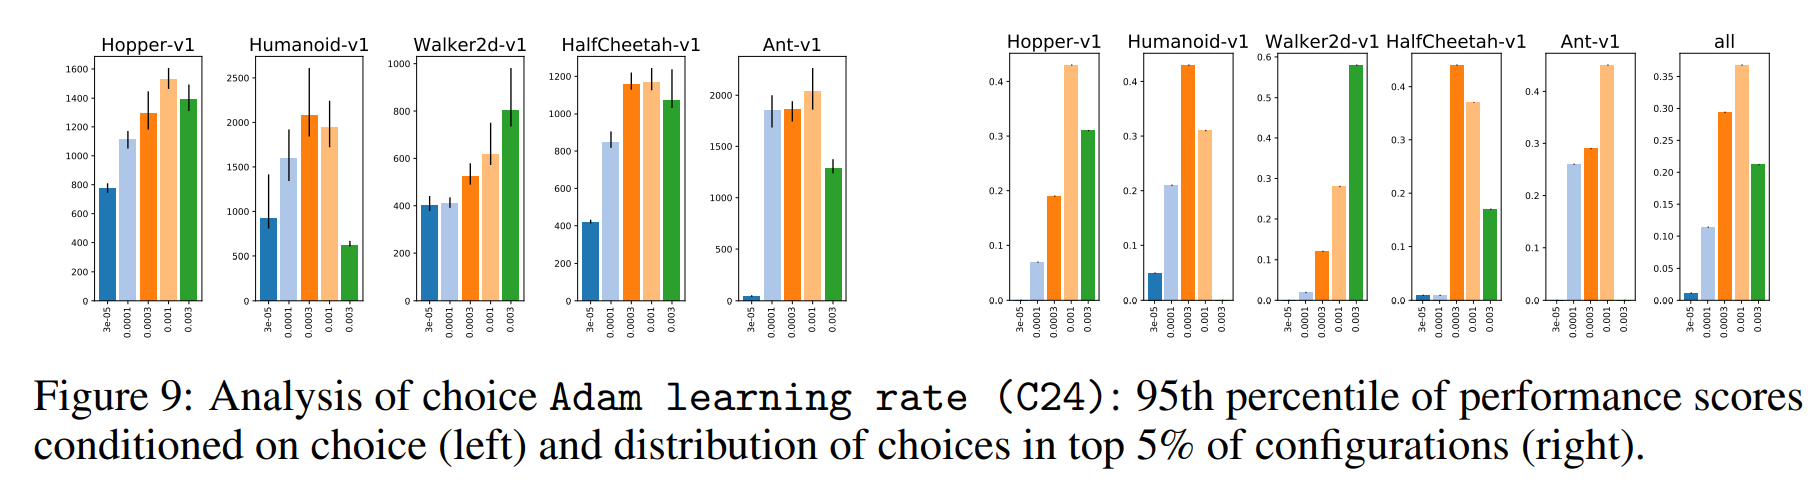 Hopper-v1 Humanoid-v1 Walker2d-v1 HalfCheetah-v1 Ant-v1
1600 1400 1200 1000 800 600 400 200 0
3e-05 0.0001 0.0003 0.001 0.003
2500 2000 1500 1000 500 0
3e-05 0.0001 0.0003 0.001 0.003
1000 800 600 400 200 0
3e-05 0.0001 0.0003 0.001 0.003
1200 1000 800 600 400 200 0
3e-05 0.0001 0.0003 0.001 0.003
2000 1500 1000 500 0
3e-05 0.0001 0.0003 0.001 0.003
Hopper-v1 Humanoid-v1 Walker2d-v1 HalfCheetah-v1 Ant-v1 all
0.4 0.3 0.2 0.1 0.0
3e-05 0.0001 0.0003 0.001 0.003
0.4 0.3 0.2 0.1 0.0
3e-05 0.0001 0.0003 0.001 0.003
0.6 0.5 0.4 0.3 0.2 0.1 0.0
3e-05 0.0001 0.0003 0.001 0.003
0.4 0.3 0.2 0.1 0.0
3e-05 0.0001 0.0003 0.001 0.003
0.4 0.3 0.2 0.1 0.0
3e-05 0.0001 0.0003 0.001 0.003
0.35 0.30 0.25 0.20 0.15 0.10 0.05 0.00
3e-05 0.0001 0.0003 0.001 0.003
Figure 9: Analysis of choice Adam learning rate (C24): 95th percentile of performance scores
conditioned on choice (left) and distribution of choices in top 5% of configurations (right).